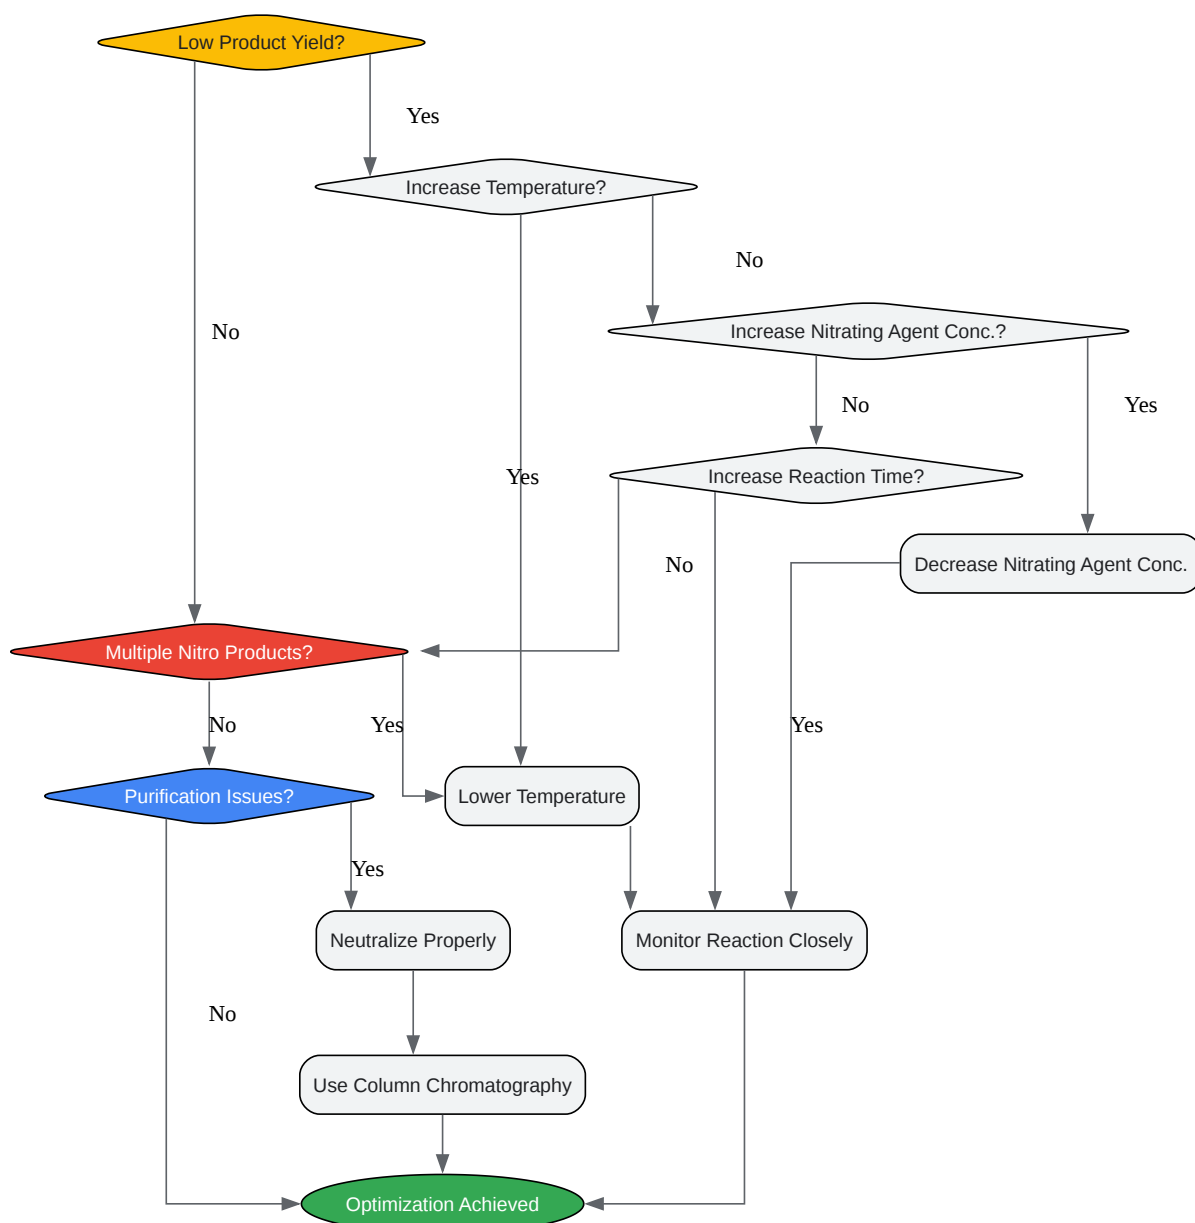 Low Product Yield?
Yes
Increase Temperature?
No
Increase Nitrating Agent Conc.?
No
No
Yes
Increase Reaction Time?
Yes
No
Decrease Nitrating Agent Conc.
Multiple Nitro Products?
No
Yes
Yes
Purification Issues?
Lower Temperature
Yes
Neutralize Properly
Monitor Reaction Closely
No
Use Column Chromatography
Optimization Achieved